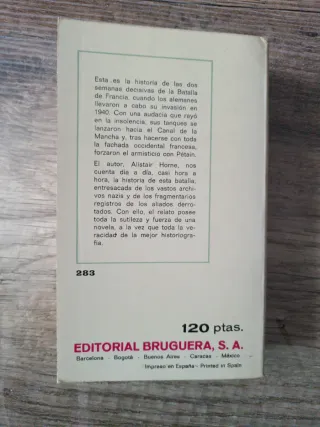 Esta es la historia de las dos
semanas decisivas de la Batalla
de Francia, cuando los alemanes
llevaron a cabo su invasión en
1940. Con una audacia que rayó
en la insolencia, sus tanques se
lanzaron hacia el Canal de la
Mancha y, tras hacerse con toda
la fachada occidental francesa,
forzaron el armisticio con Pétain.
El autor, Alistair Horne, nos
cuenta día a día, casi hora a
hora, la historia de esta batalla,
entresacada de los vastos archi-
vos nazis y de los fragmentarios
registros de los aliados derro-
tados. Con ello, el relato posee
toda la sutileza y fuerza de una
novela, a la vez que toda la ve-
racidad de la mejor historiogra-
fía.
283
120 ptas.
EDITORIAL BRUGUERA, S. A.
Barcelona - Bogotá - Buenos Aires - Caracas - México
Impreso en España - Printed in Spain